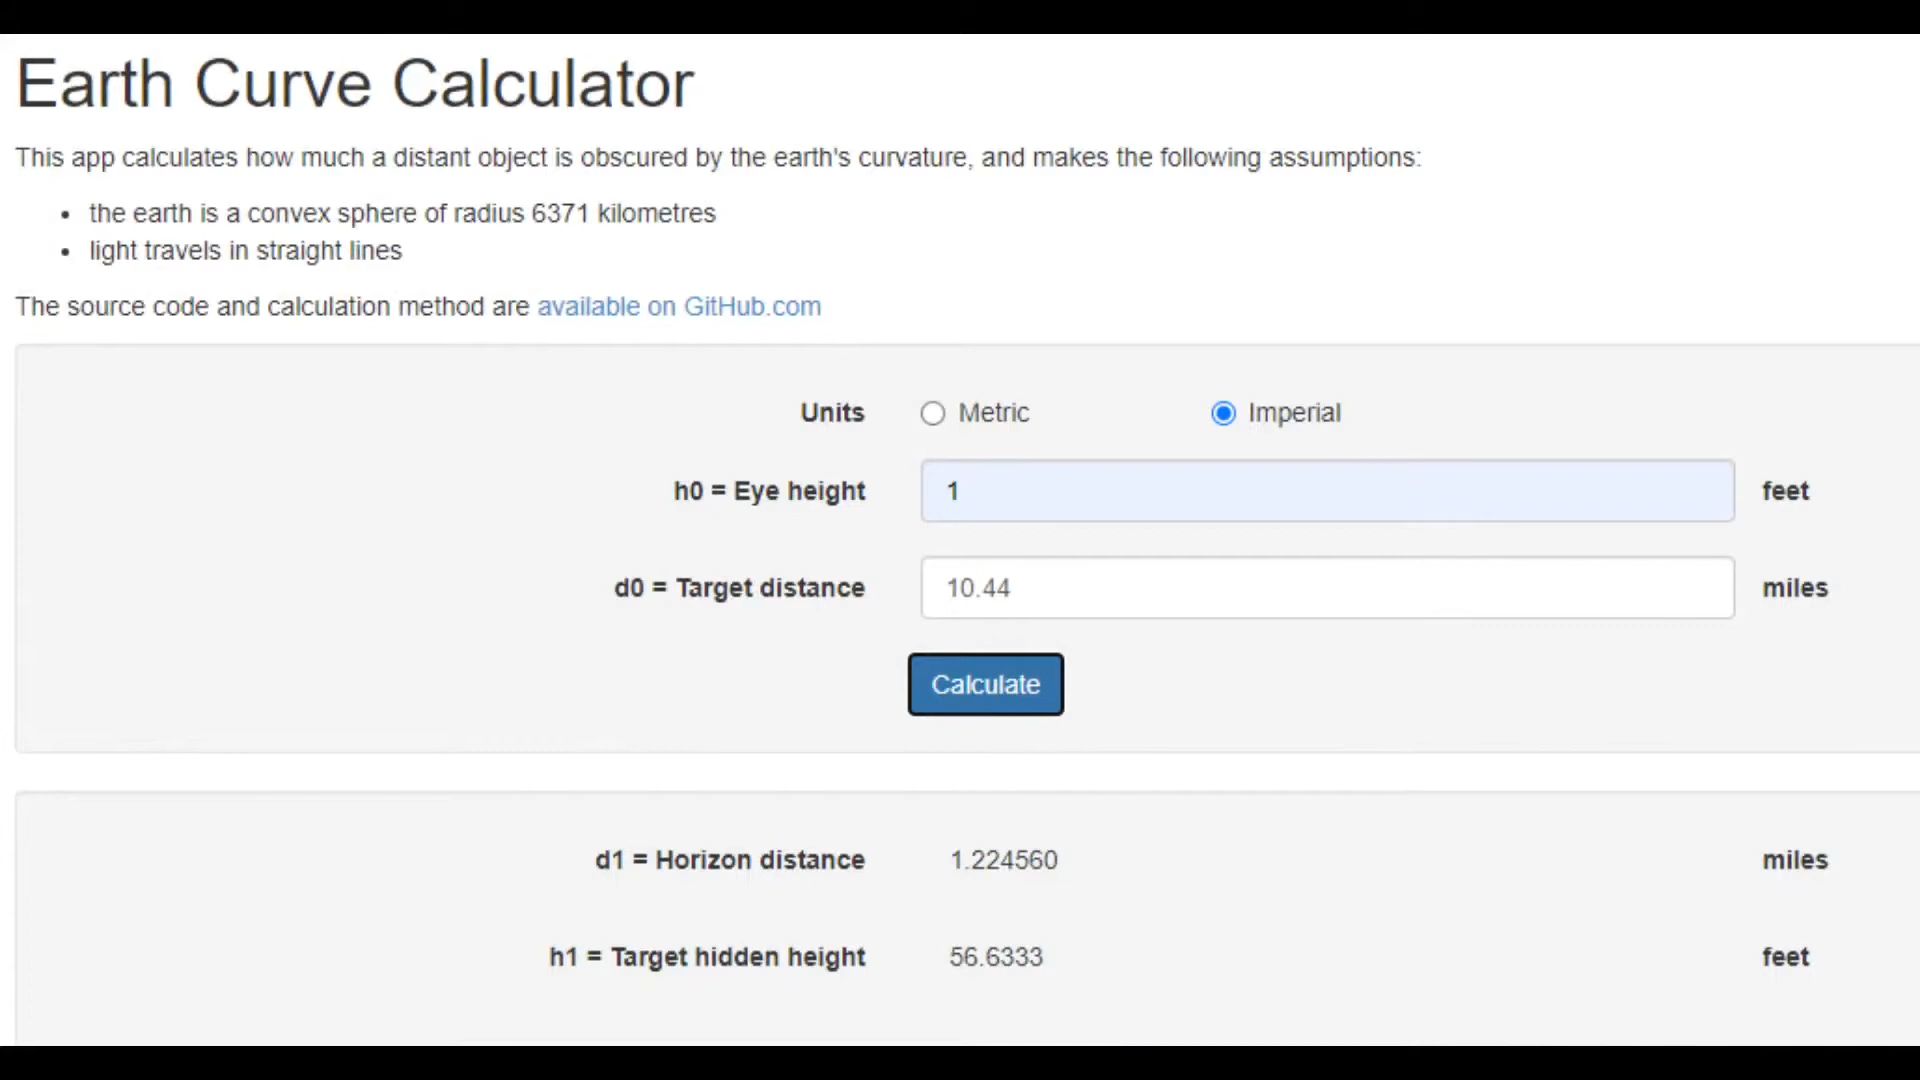 Earth Curve Calculator
This app calculates how much a distant object is obscured by the earth's curvature, and makes the following assumptions:
• the earth is a convex sphere of radius 6371 kilometres
• light travels in straight lines
The source code and calculation method are available on GitHub.com
Units Metric Imperial
h0 = Eye height 1 feet
d0 = Target distance 10.44 miles
Calculate
d1 = Horizon distance 1.224560 miles
h1 = Target hidden height 56.6333 feet